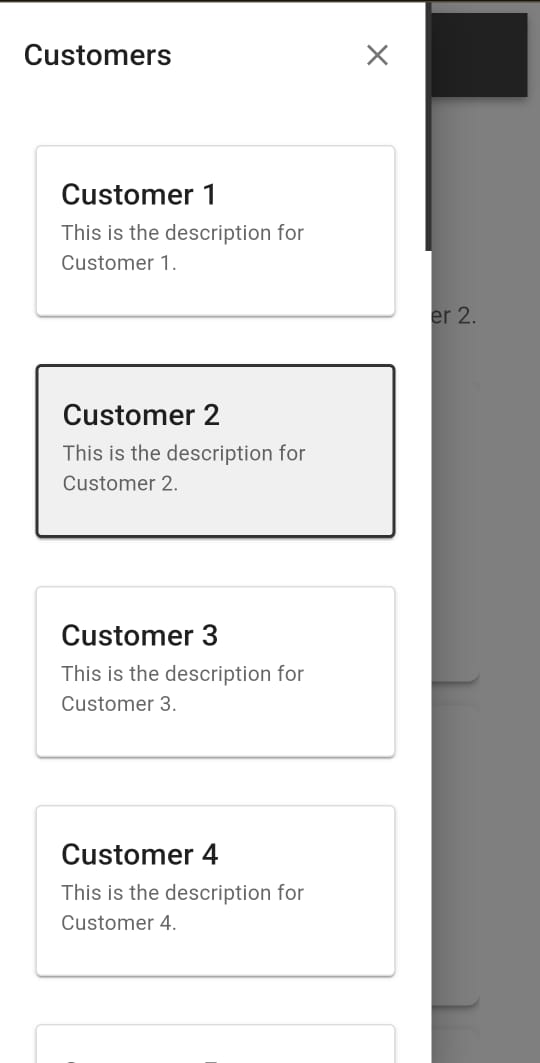 Customers
Customer 1
This is the description for
Customer 1.
er 2.
Customer 2
This is the description for
Customer 2.
Customer 3
This is the description for
Customer 3.
Customer 4
This is the description for
Customer 4.